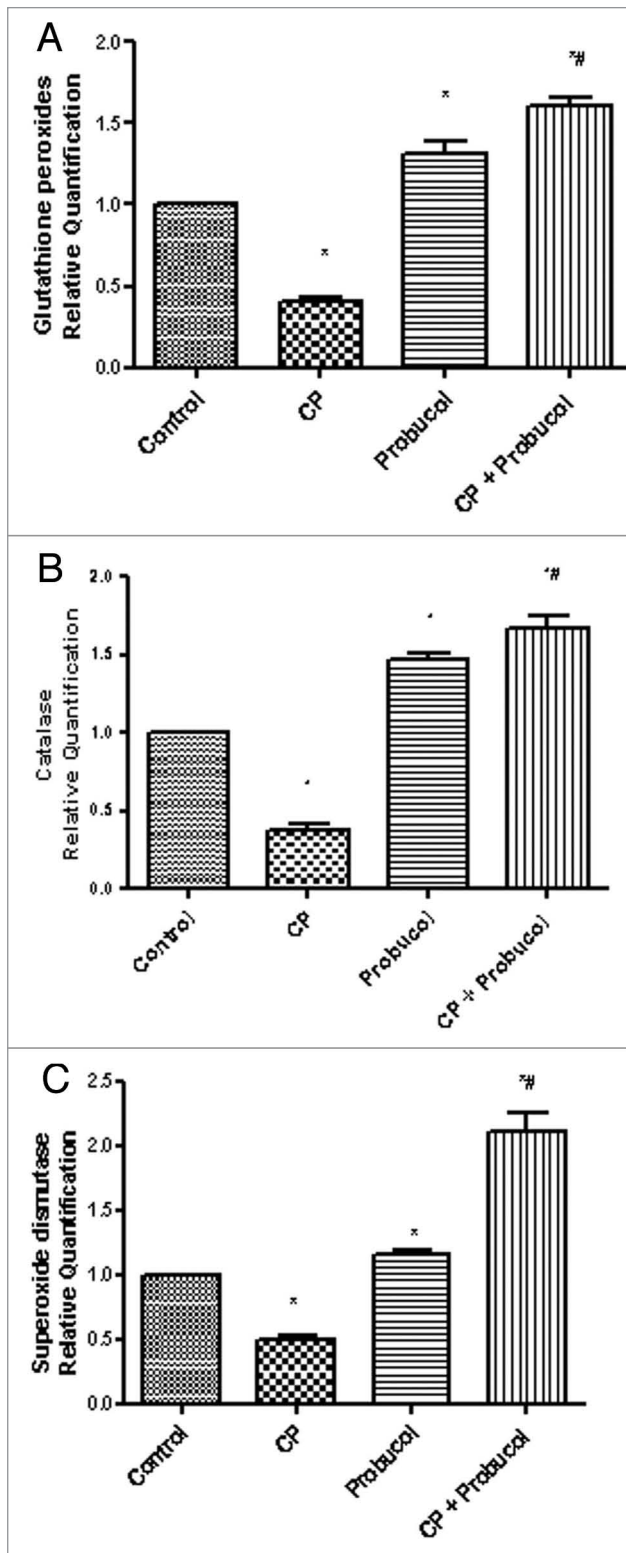 A
Glutathione peroxides
Relative Quantification
2.0
1.5
1.0
0.5
0.0
*
*
*#
Control
CP
Probucol
CP + Probucol
B
Catalase
Relative Quantification
2.0
1.5
1.0
0.5
0.0
*#
Control
CP
Probucol
CP + Probucol
C
Superoxide dismutase
Relative Quantification
2.5
2.0
1.5
1.0
0.5
0.0
*
*
*#
Control
CP
Probucol
CP + Probucol